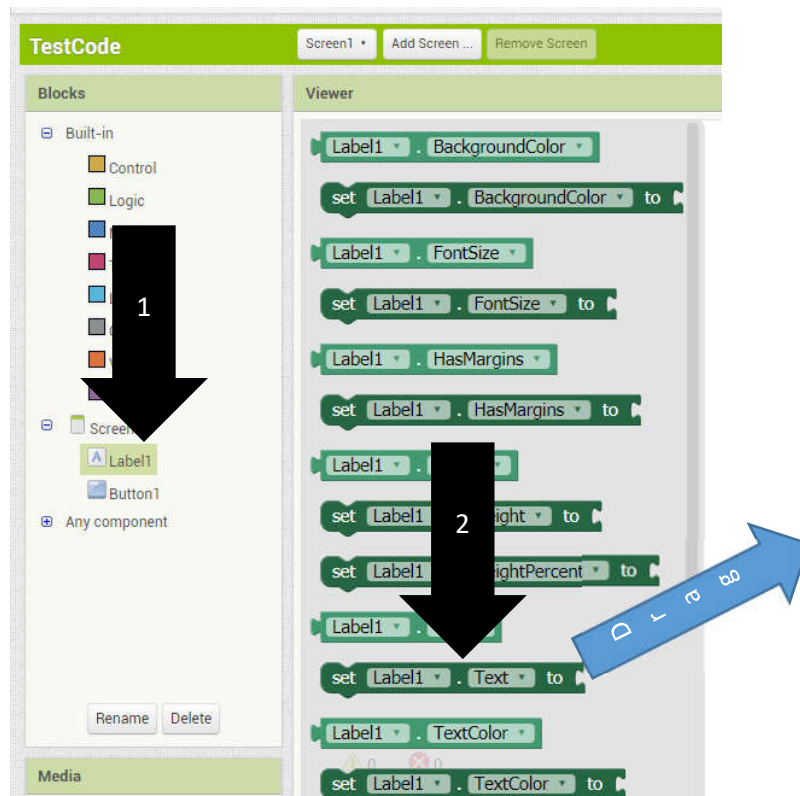 TestCode
Screen1 Add Screen ... Remove Screen
Blocks
Viewer
Built-in
Control
Logic
1
Screen
Label1
Button1
Any component
Rename Delete
Media
Label1 . BackgroundColor
set Label1 . BackgroundColor to
Label1 . FontSize
set Label1 . FontSize to
Label1 . HasMargins
set Label1 . HasMargins to
Label1 .
set Label1 to
2
set Label1 to
Label1 .
set Label1 . Text to
Drag
Label1 . TextColor
0 0
set Label1 . TextColor to